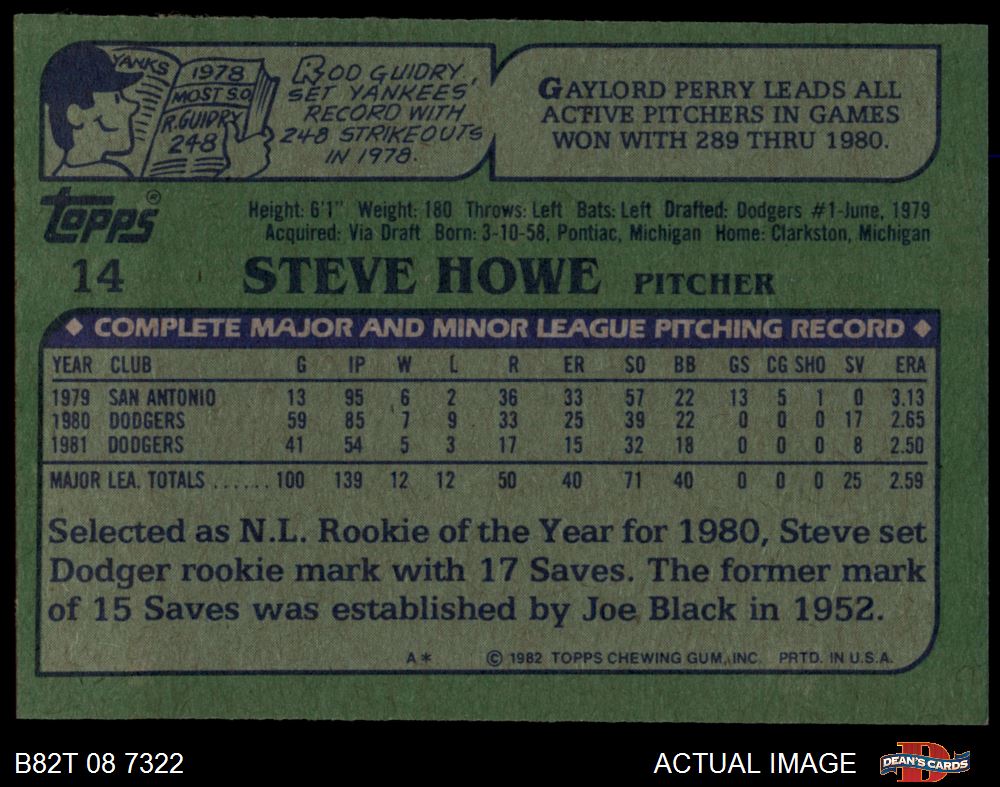 YANKS
1978
MOST S.O.
R. GUIDRY
248
ROD GUIDRY
SET YANKEES'
RECORD WITH
248 STRIKEOUTS
IN 1978.
GAYLORD PERRY LEADS ALL
ACTIVE PITCHERS IN GAMES
WON WITH 289 THRU 1980.
TOPPS®
Height: 6'1" Weight: 180 Throws: Left Bats: Left Drafted: Dodgers #1-June, 1979
Acquired: Via Draft Born: 3-10-58, Pontiac, Michigan Home: Clarkston, Michigan
14 STEVE HOWE PITCHER
◆ COMPLETE MAJOR AND MINOR LEAGUE PITCHING RECORD ◆
YEAR CLUB G IP W L R ER SO BB GS CG SHO SV ERA
1979 SAN ANTONIO 13 95 6 2 36 33 57 22 13 5 1 0 3.13
1980 DODGERS 59 85 7 9 33 25 39 22 0 0 0 17 2.65
1981 DODGERS 41 54 5 3 17 15 32 18 0 0 0 8 2.50
MAJOR LEA. TOTALS ...... 100 139 12 12 50 40 71 40 0 0 0 25 2.59
Selected as N.L. Rookie of the Year for 1980, Steve set
Dodger rookie mark with 17 Saves. The former mark
of 15 Saves was established by Joe Black in 1952.
A* © 1982 TOPPS CHEWING GUM, INC. PRTD. IN U.S.A.
B82T 08 7322
ACTUAL IMAGE
D
DEAN'S CARDS